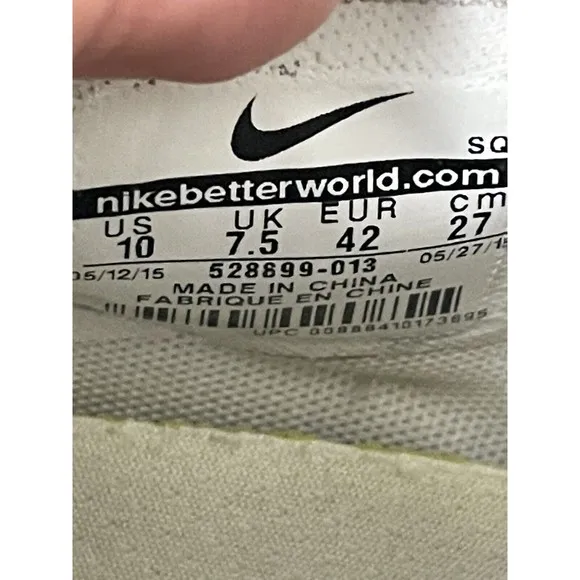 SQ
nikebetterworld.com
US UK EUR cm
10 7.5 42 27
05/12/15 528899-013 05/27/15
MADE IN CHINA
FABRIQUE EN CHINE
UPC 00888410173695